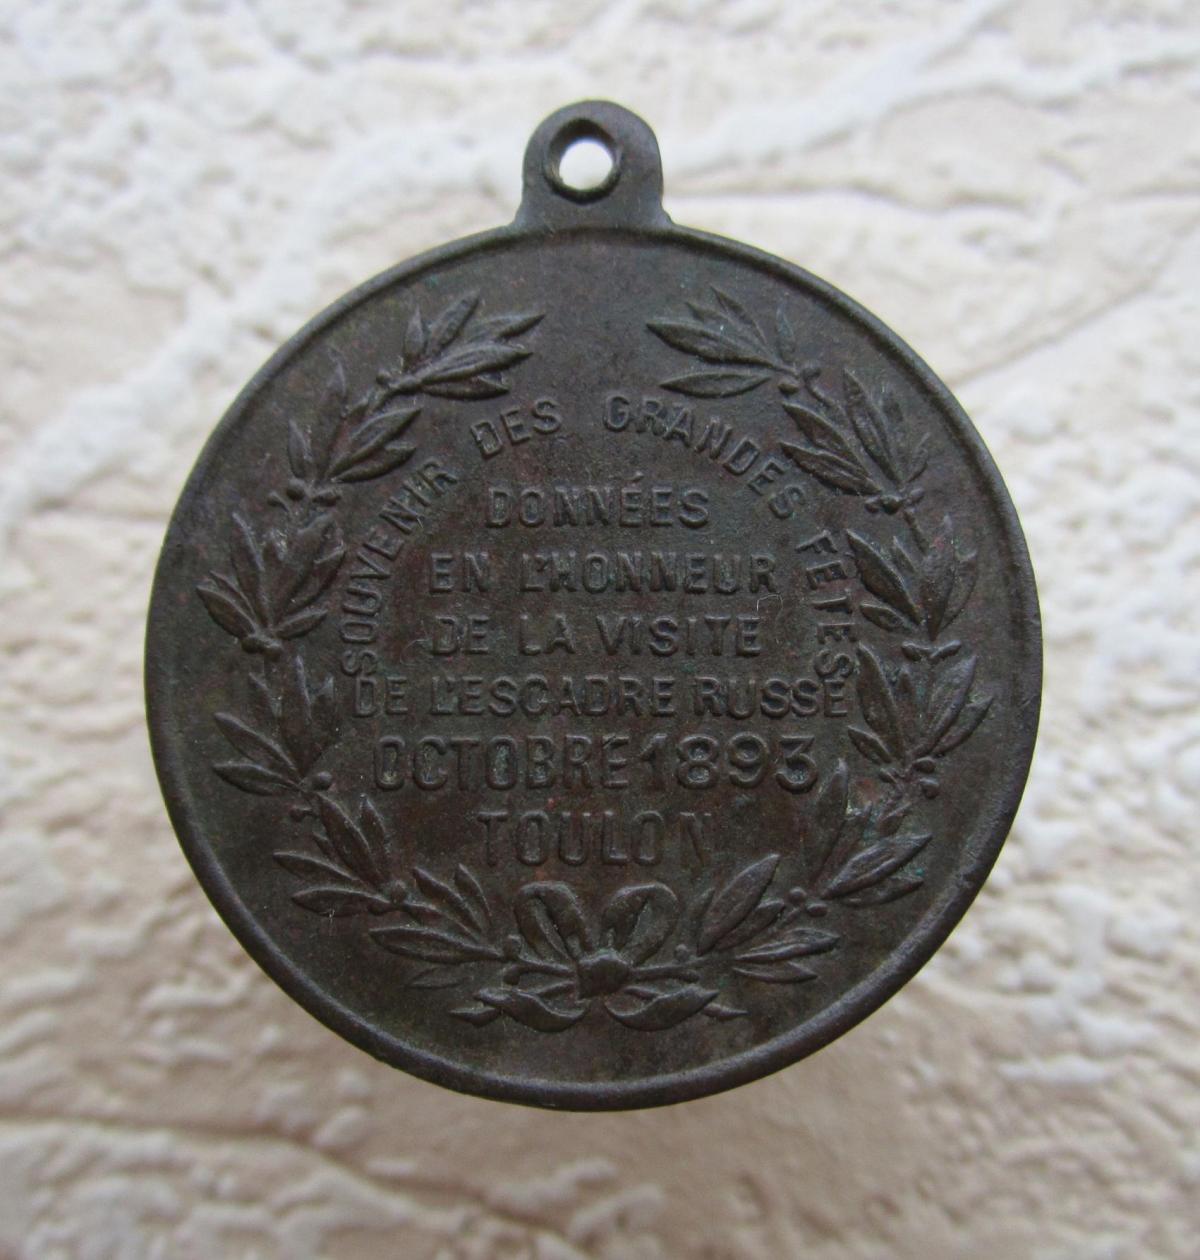 SOUVENIR DES GRANDES FÊTES
DONNÉES
EN L'HONNEUR
DE LA VISITE
DE L'ESCADRE RUSSE
OCTOBRE 1893
TOULON